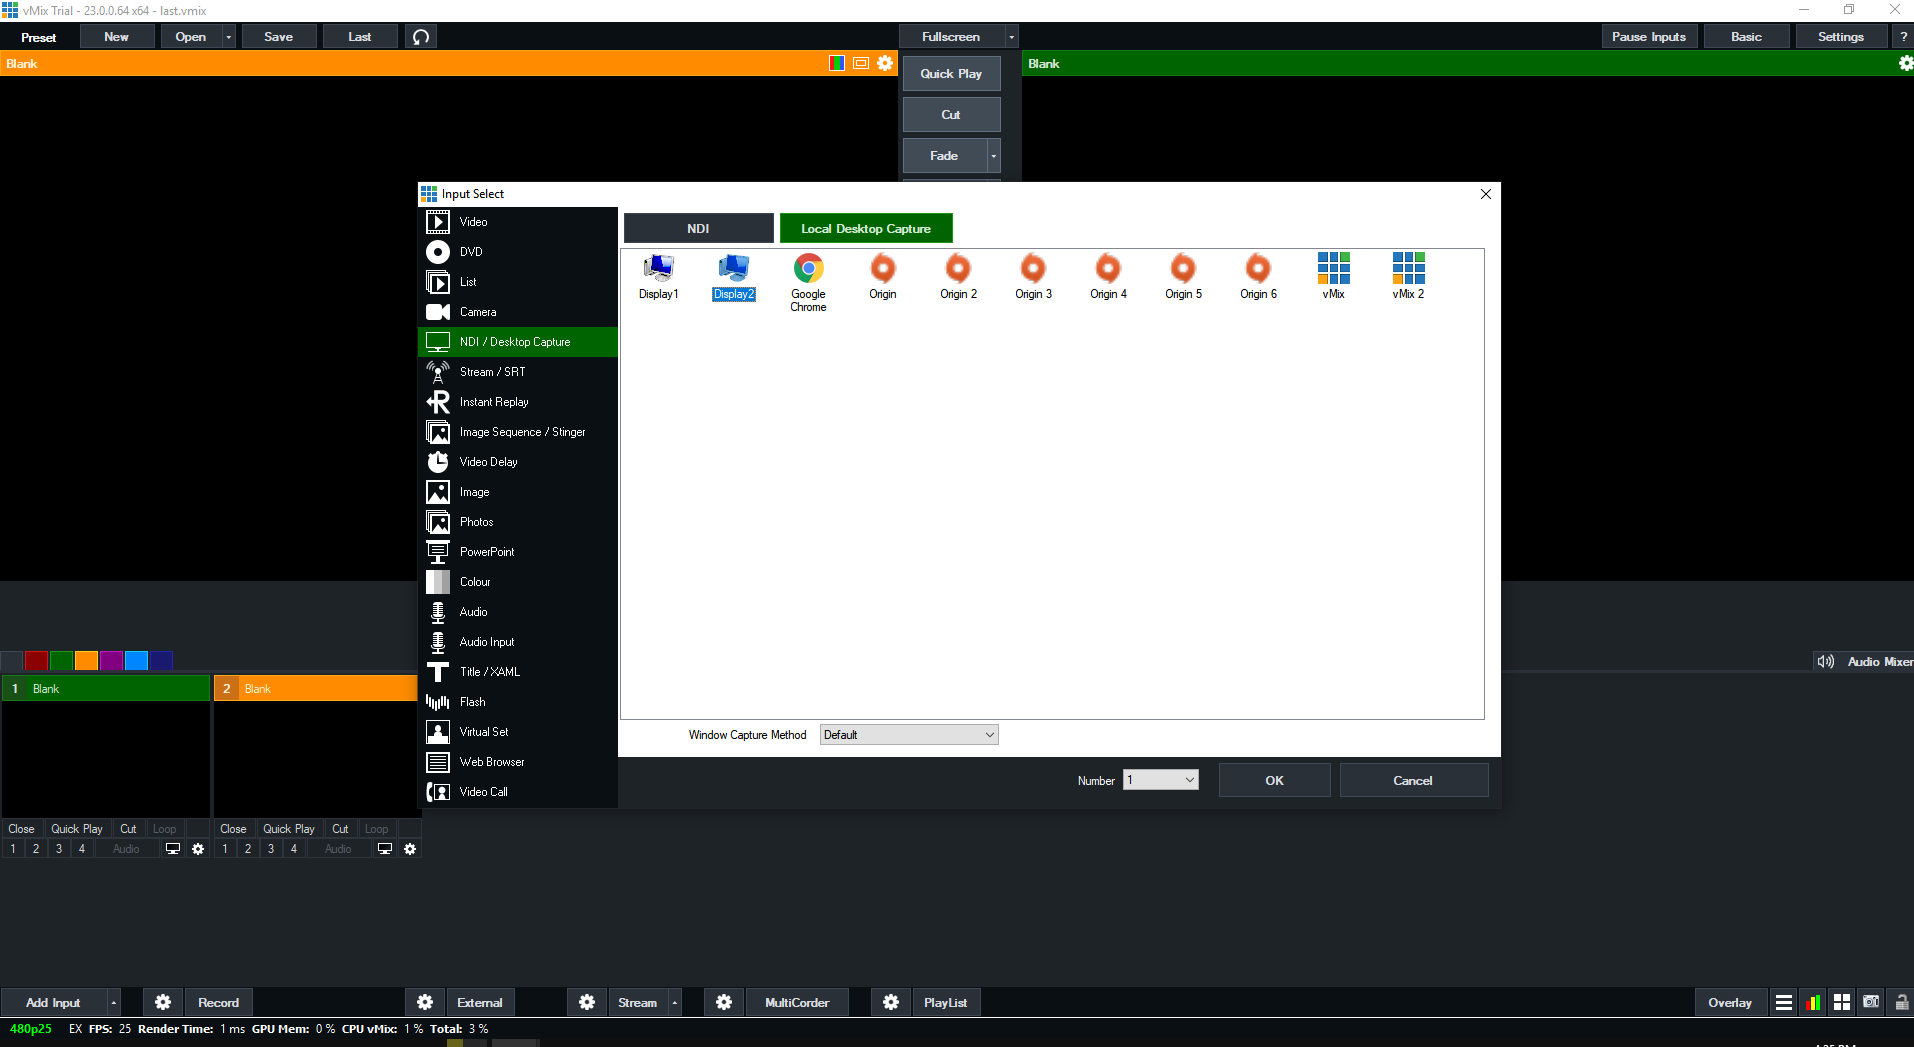 vMix Trial - 23.0.0.64 x64 - last.vmix
Preset New Open Save Last Fullscreen Pause Inputs Basic Settings ?
Blank
Quick Play
Cut
Fade
Blank
Input Select
Video
DVD
List
Camera
NDI / Desktop Capture
Stream / SRT
Instant Replay
Image Sequence / Stinger
Video Delay
Image
Photos
PowerPoint
Colour
Audio
Audio Input
Title / XAML
Flash
Virtual Set
Web Browser
Video Call
NDI Local Desktop Capture
Display1 Display2 Google Chrome Origin Origin 2 Origin 3 Origin 4 Origin 5 Origin 6 vMix vMix 2
Window Capture Method Default
Number 1 OK Cancel
Audio Mixer
1 Blank
2 Blank
Close Quick Play Cut Loop
1 2 3 4 Audio
Close Quick Play Cut Loop
1 2 3 4 Audio
Add Input Record External Stream MultiCorder PlayList Overlay
480p25 EX FPS: 25 Render Time: 1 ms GPU Mem: 0 % CPU vMix: 1 % Total: 3 %